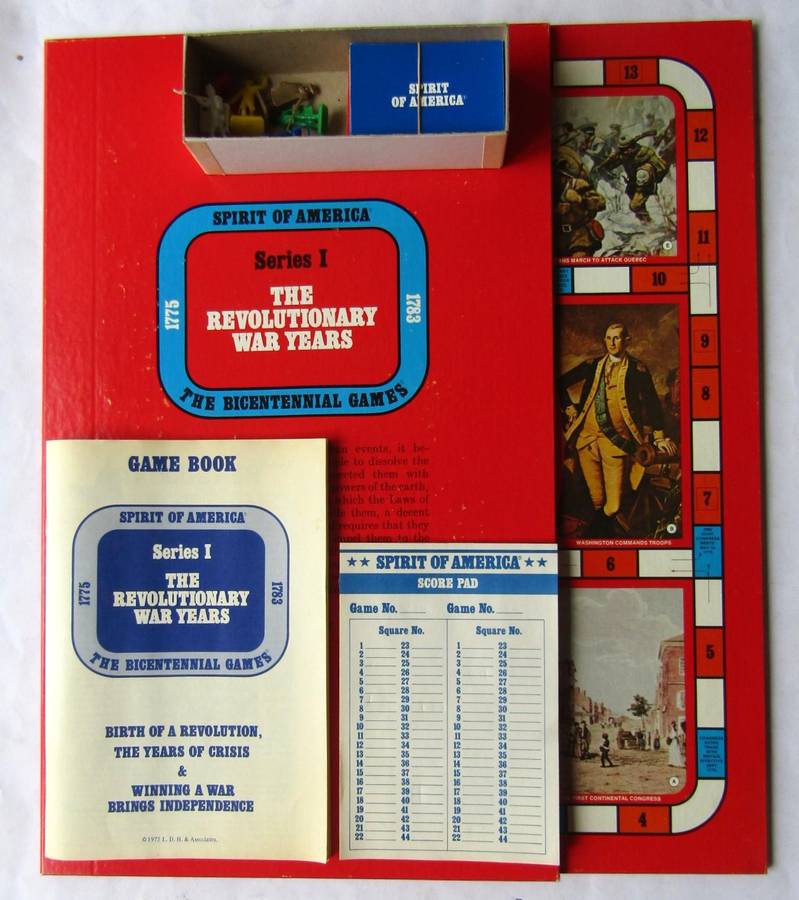 SPIRIT
OF AMERICA
SPIRIT OF AMERICA®
Series I
1775
THE
REVOLUTIONARY
WAR YEARS
1783
THE BICENTENNIAL GAMES®
events, it be-
to dissolve the
them with
of the earth,
which the Laws of
them, a decent
requires that they
them to the
GAME BOOK
SPIRIT OF AMERICA®
Series I
1775
THE
REVOLUTIONARY
WAR YEARS
1783
THE BICENTENNIAL GAMES®
BIRTH OF A REVOLUTION,
THE YEARS OF CRISIS
&
WINNING A WAR
BRINGS INDEPENDENCE
© 1975 L. D. H. & Associates.
★★ SPIRIT OF AMERICA® ★★
SCORE PAD
Game No. ____ Game No. ____
Square No. Square No.
1 23 1 23
2 24 2 24
3 25 3 25
4 26 4 26
5 27 5 27
6 28 6 28
7 29 7 29
8 30 8 30
9 31 9 31
10 32 10 32
11 33 11 33
12 34 12 34
13 35 13 35
14 36 14 36
15 37 15 37
16 38 16 38
17 39 17 39
18 40 18 40
19 41 19 41
20 42 20 42
21 43 21 43
22 44 22 44
13
12
11
MARCH TO ATTACK QUEBEC
10
9
8
7
B
WASHINGTON COMMANDS TROOPS
6
5
A
FIRST CONTINENTAL CONGRESS
4